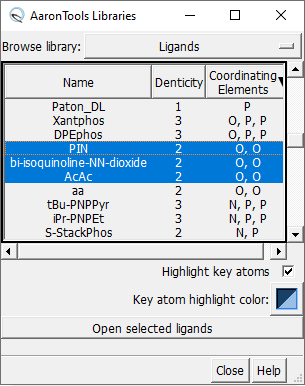 AaronTools Libraries
Browse library: Ligands
Name Denticity Coordinating Elements
Paton_DL 1 P
Xantphos 3 O, P, P
DPEphos 3 O, P, P
PIN 2 O, O
bi-isoquinoline-NN-dioxide 2 O, O
AcAc 2 O, O
aa 2 O, O
tBu-PNPPyr 3 N, P, P
iPr-PNPEt 3 N, P, P
S-StackPhos 2 N, P
Highlight key atoms
Key atom highlight color:
Open selected ligands
Close Help